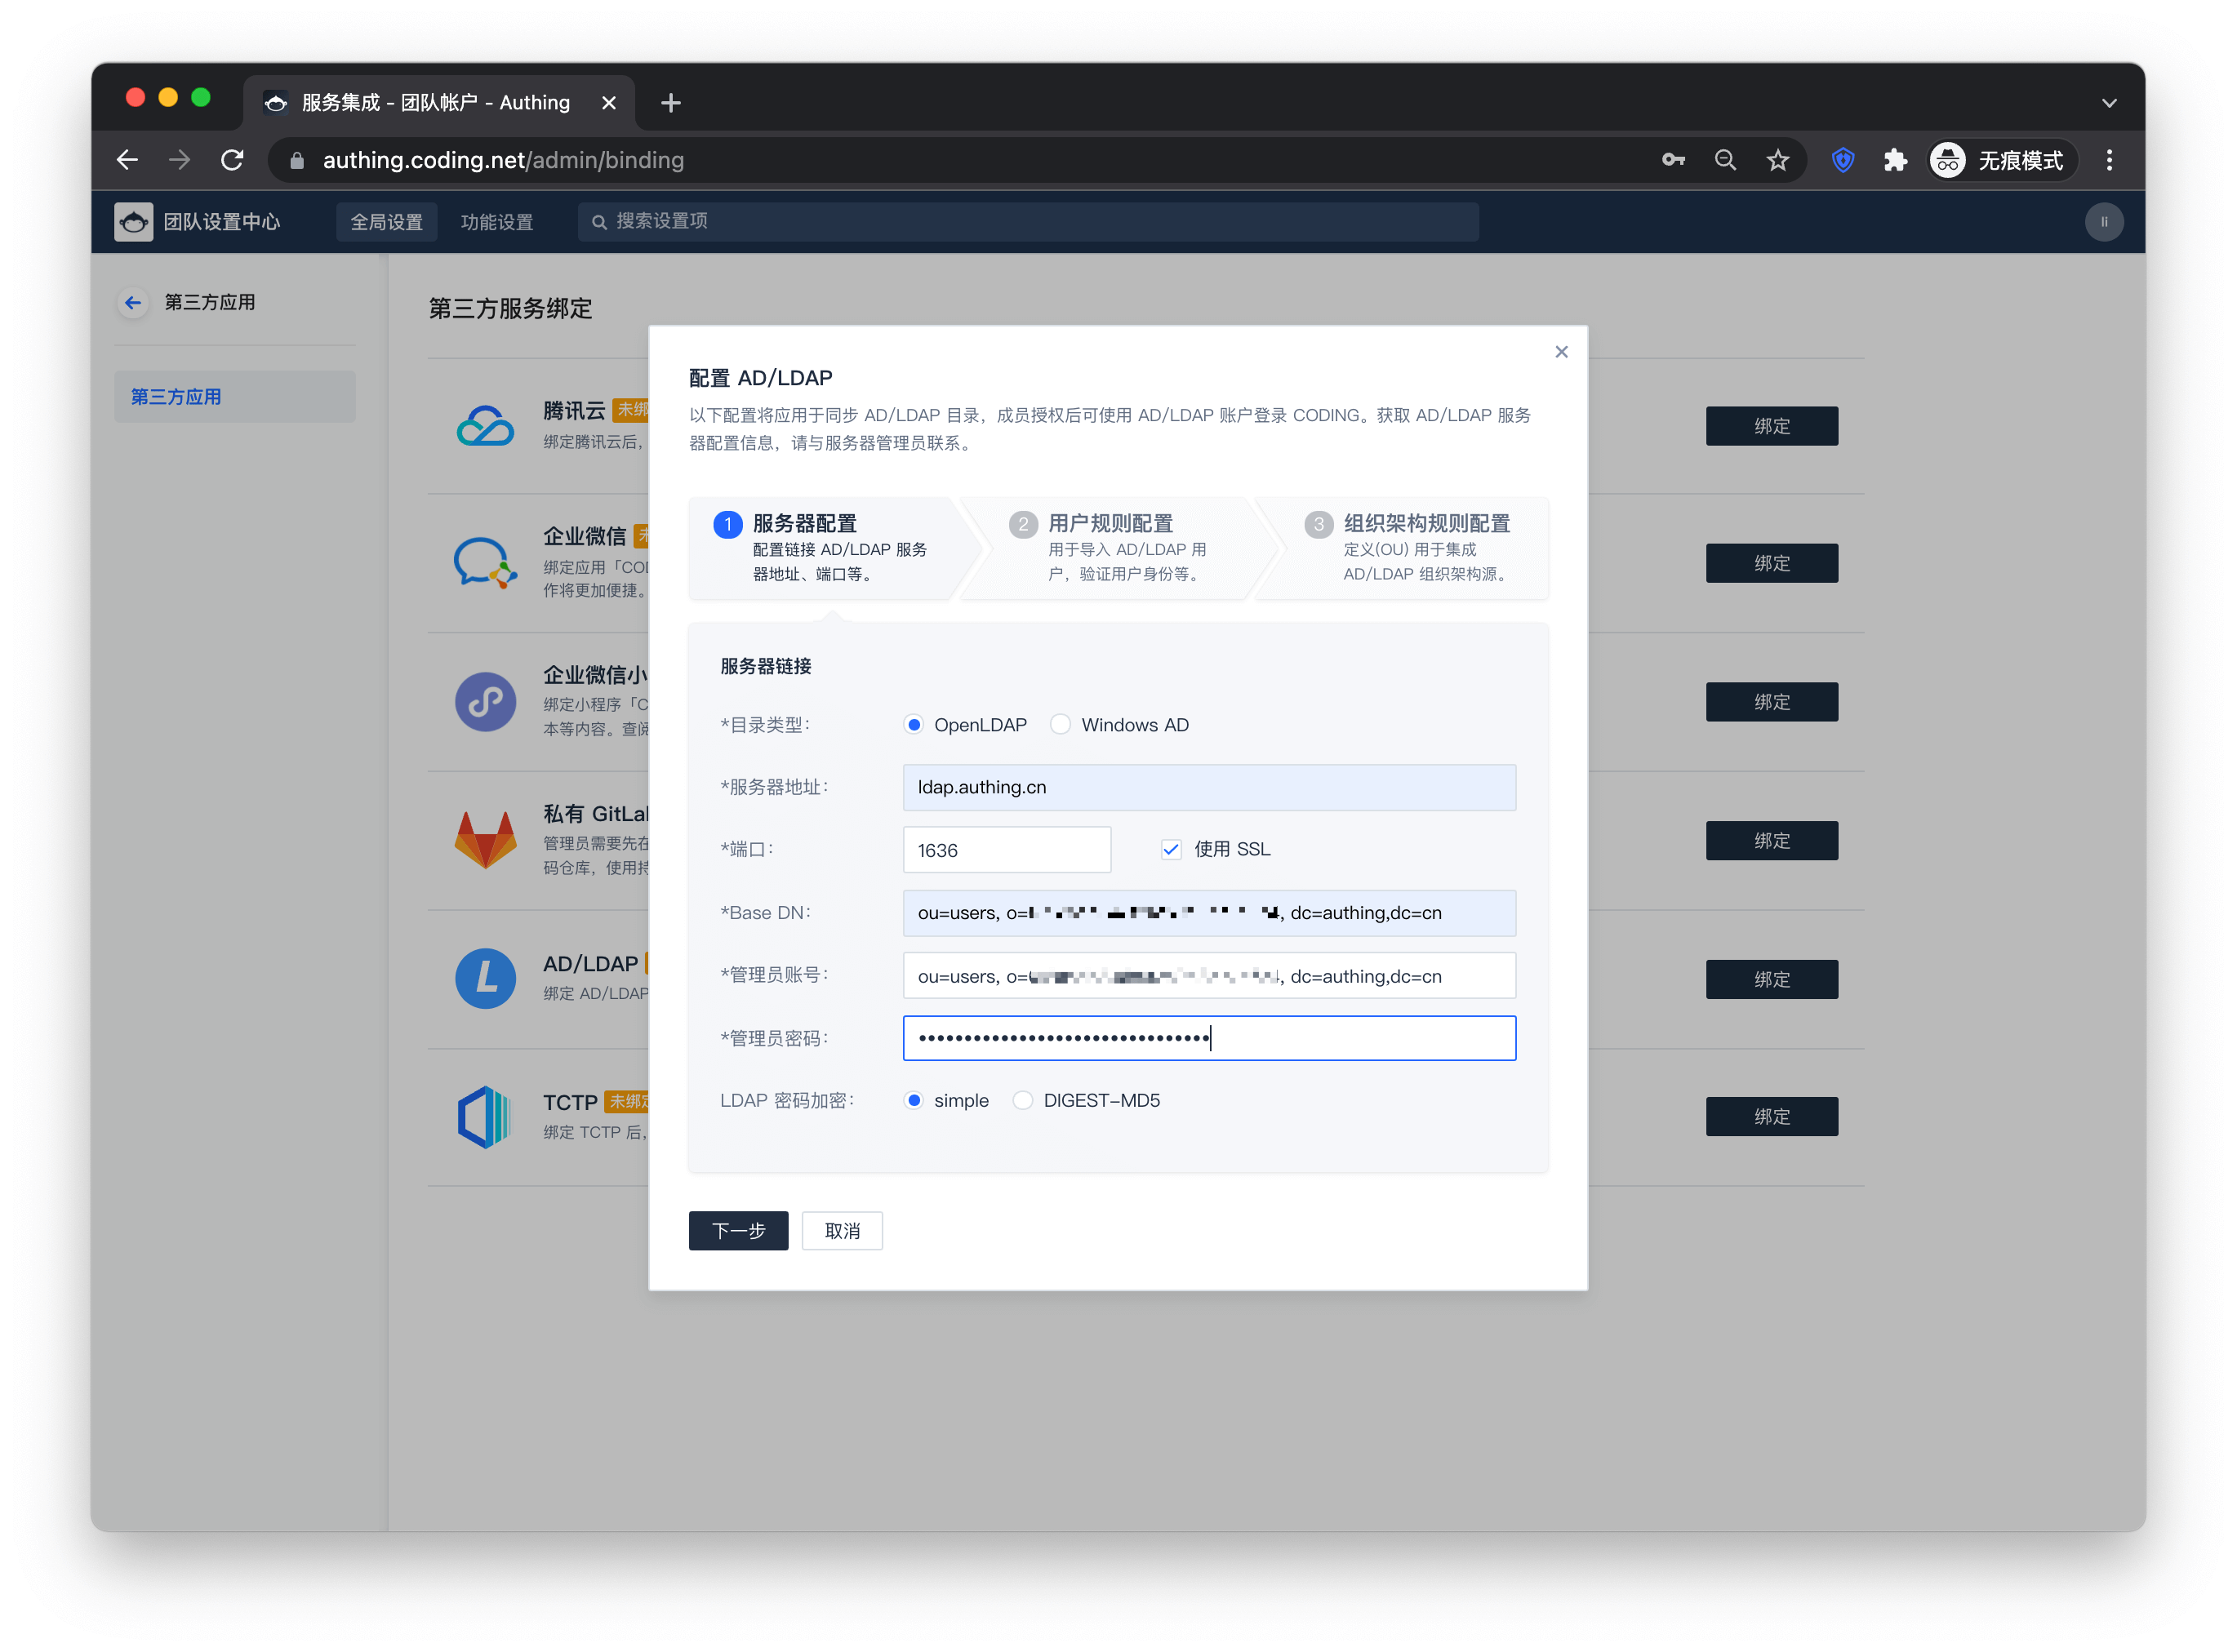 服务集成 - 团队帐户 - Authing
authing.coding.net/admin/binding
无痕模式
团队设置中心
全局设置
功能设置
搜索设置项
li
第三方应用
第三方应用
第三方服务绑定
腾讯云
绑定腾讯云后,
绑定
企业微信
绑定应用「CO
作将更加便捷。
绑定
企业微信小
绑定小程序「C
本等内容。查阅
绑定
私有 GitLa
管理员需要先在
码仓库，使用持
绑定
L
AD/LDAP
绑定 AD/LDAP
绑定
TCTP
未绑定
绑定 TCTP 后,
绑定
配置 AD/LDAP
以下配置将应用于同步 AD/LDAP 目录，成员授权后可使用 AD/LDAP 账户登录 CODING。获取 AD/LDAP 服务
器配置信息，请与服务器管理员联系。
1 服务器配置
配置链接 AD/LDAP 服务
器地址、端口等。
2 用户规则配置
用于导入 AD/LDAP 用
户，验证用户身份等。
3 组织架构规则配置
定义(OU) 用于集成
AD/LDAP 组织架构源。
服务器链接
*目录类型: OpenLDAP Windows AD
*服务器地址: ldap.authing.cn
*端口: 1636 使用 SSL
*Base DN: ou=users, o= , dc=authing,dc=cn
*管理员账号: ou=users, o= , dc=authing,dc=cn
*管理员密码:
LDAP 密码加密: simple DIGEST-MD5
下一步
取消